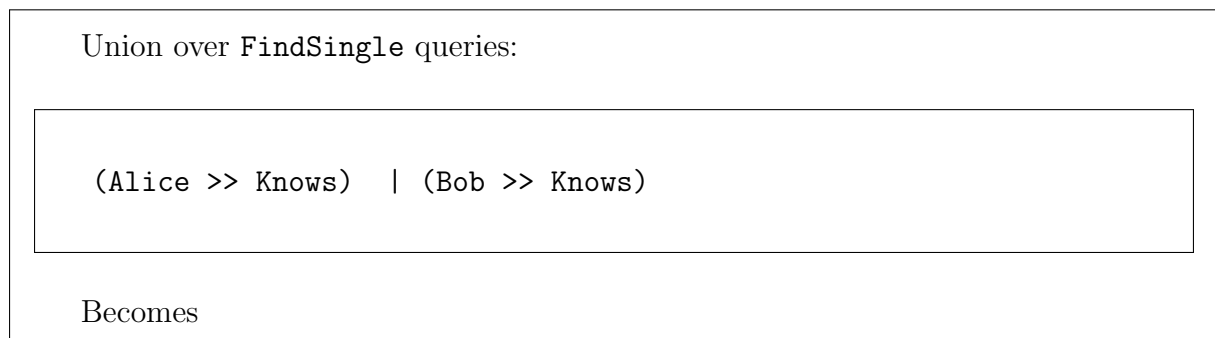 Union over FindSingle queries:
(Alice >> Knows)  | (Bob >> Knows)
Becomes